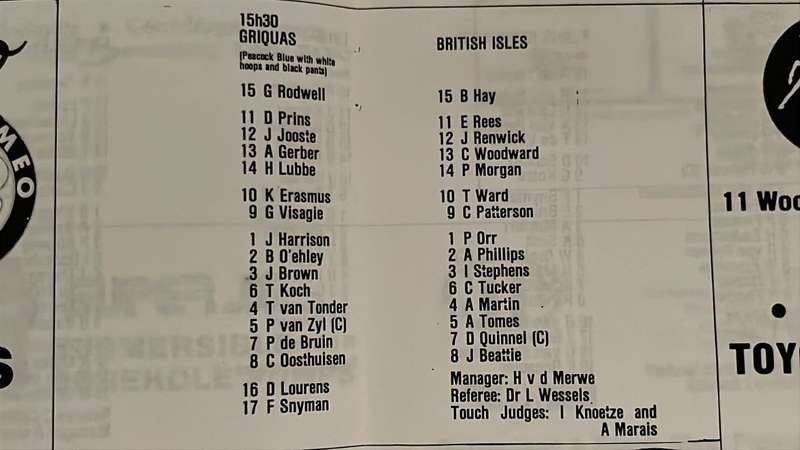 15h30
GRIQUAS
(Peacock Blue with white
hoops and black pants)
15 G Rodwell
11 D Prins
12 J Jooste
13 A Gerber
14 H Lubbe
10 K Erasmus
9 G Visagie
1 J Harrison
2 B O'ehley
3 J Brown
6 T Koch
4 T van Tonder
5 P van Zyl (C)
7 P de Bruin
8 C Oosthuisen
16 D Lourens
17 F Snyman
BRITISH ISLES
15 B Hay
11 E Rees
12 J Renwick
13 C Woodward
14 P Morgan
10 T Ward
9 C Patterson
1 P Orr
2 A Phillips
3 I Stephens
6 C Tucker
4 A Martin
5 A Tomes
7 D Quinnel (C)
8 J Beattie
Manager: H v d Merwe
Referee: Dr L Wessels
Touch Judges: I Knoetze and
A Marais
MEO
S
11 Woo
TOY